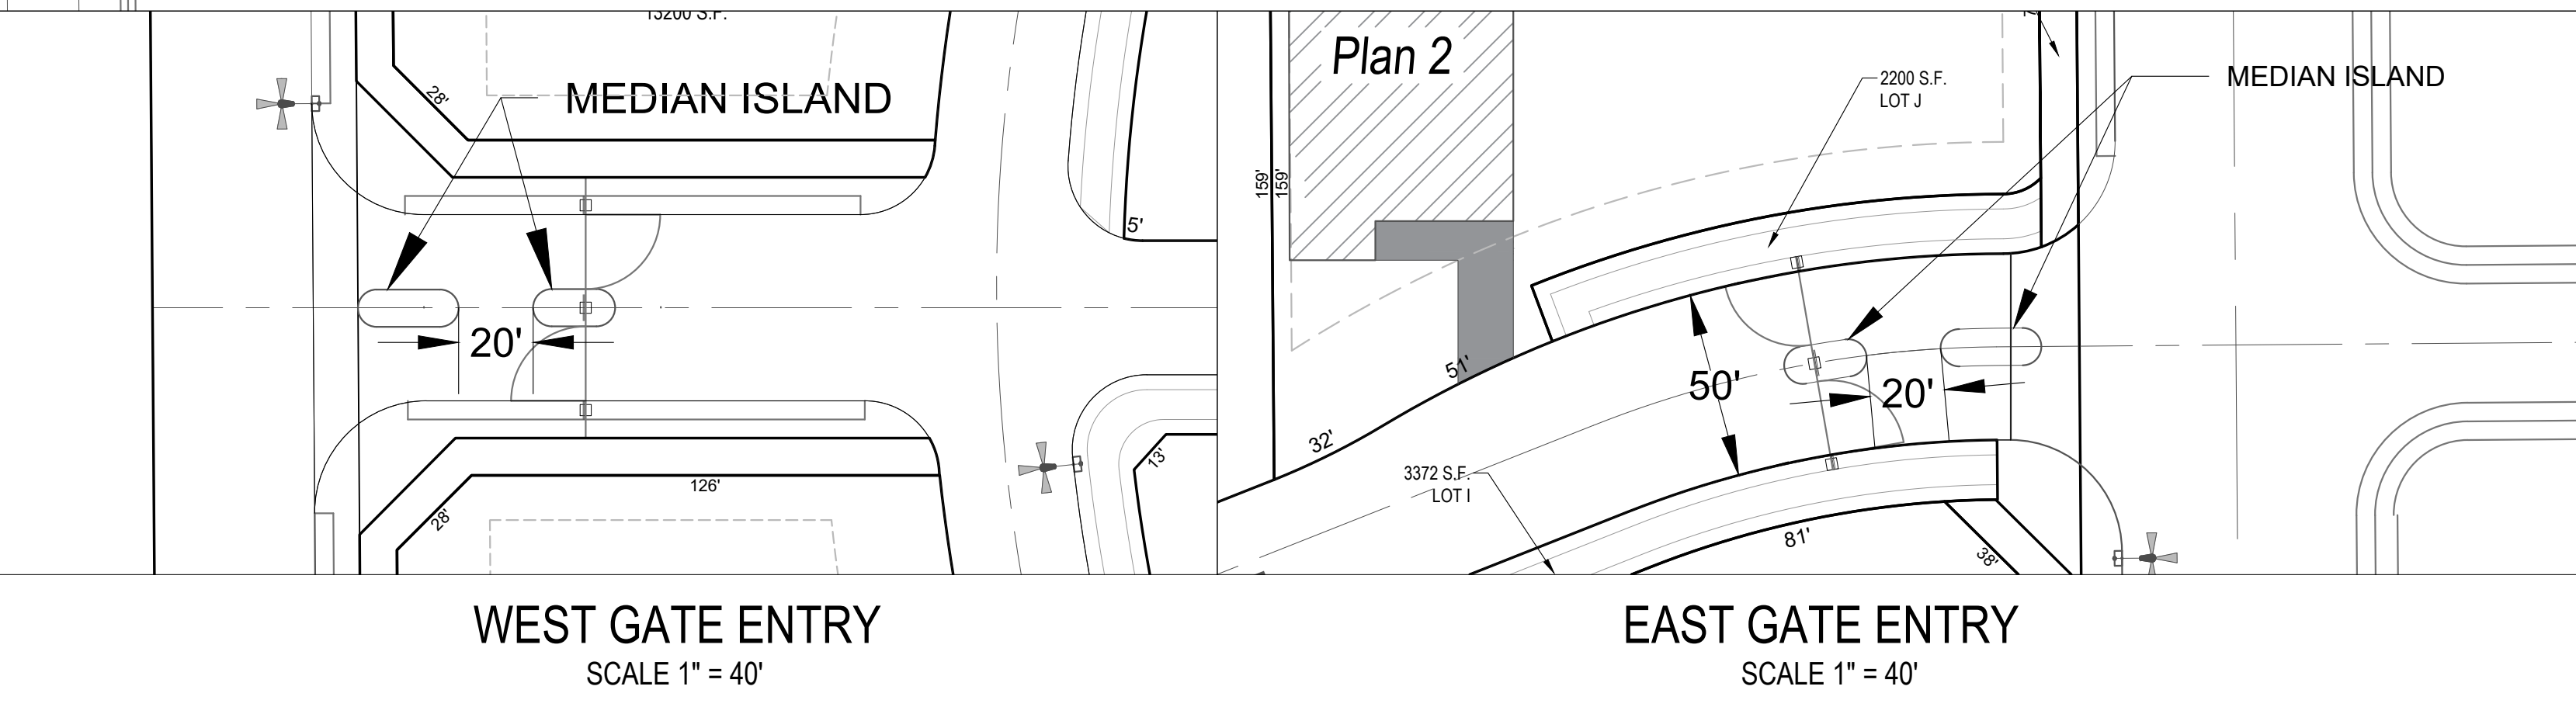 13200 S.F.
28'
MEDIAN ISLAND
5'
20'
126'
28'
13'
WEST GATE ENTRY
SCALE 1" = 40'
Plan 2
159'
159'
2200 S.F.
LOT J
MEDIAN ISLAND
51'
50'
20'
32'
3372 S.F.
LOT I
81'
38'
EAST GATE ENTRY
SCALE 1" = 40'